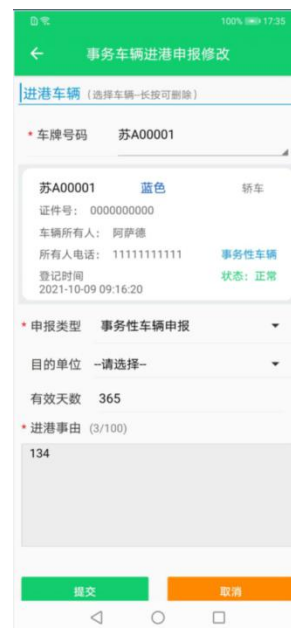 100% 17:35
事务车辆进港申报修改
进港车辆 (选择车辆--长按可删除)
* 车牌号码 苏A00001
苏A00001 蓝色 轿车
证件号: 0000000000
车辆所有人: 阿萨德
所有人电话: 11111111111 事务性车辆
登记时间 状态: 正常
2021-10-09 09:16:20
* 申报类型 事务性车辆申报
目的单位 --请选择--
有效天数 365
* 进港事由 (3/100)
134
提交 取消